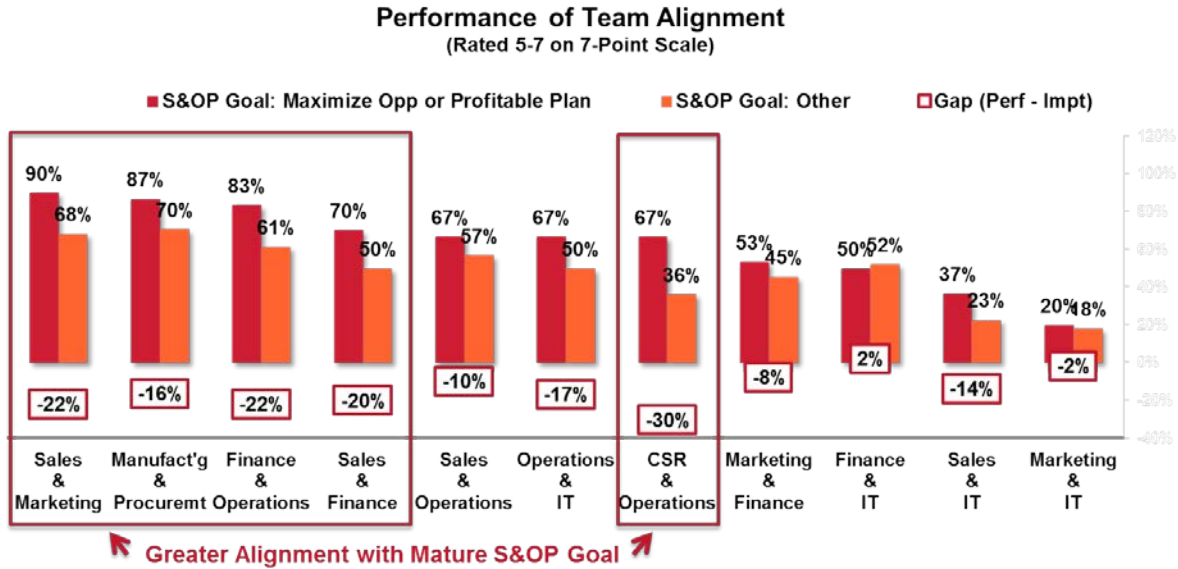 Performance of Team Alignment
(Rated 5-7 on 7-Point Scale)
S&OP Goal: Maximize Opp or Profitable Plan
S&OP Goal: Other
Gap (Perf - Impt)
120%
100%
80%
60%
40%
20%
0%
-20%
-40%
90% 68%
87% 70%
83% 61%
70% 50%
67% 57%
67% 50%
67% 36%
53% 45%
50% 52%
37% 23%
20% 18%
-22% -16% -22% -20% -10% -17% -30% -8% 2% -14% -2%
Sales
&
Marketing
Manufact'g
&
Procuremt
Finance
&
Operations
Sales
&
Finance
Sales
&
Operations
Operations
&
IT
CSR
&
Operations
Marketing
&
Finance
Finance
&
IT
Sales
&
IT
Marketing
&
IT
Greater Alignment with Mature S&OP Goal